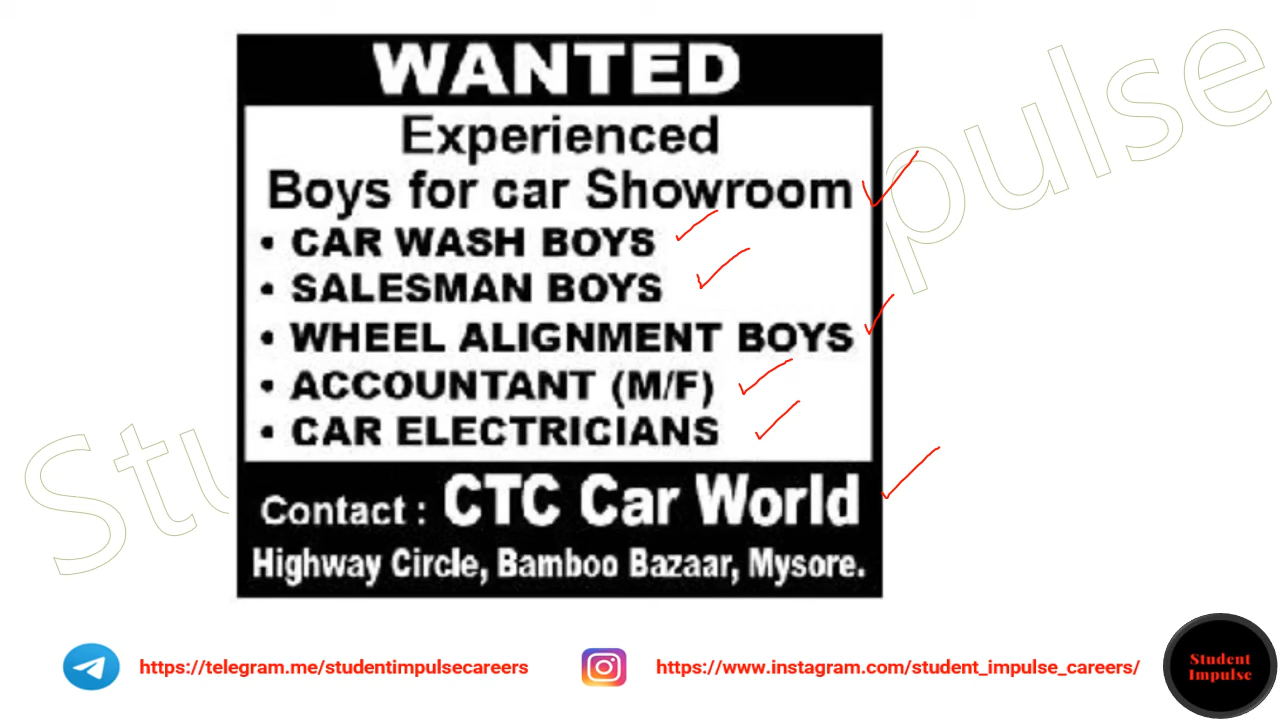 WANTED
Experienced
Boys for car Showroom
• CAR WASH BOYS
• SALESMAN BOYS
• WHEEL ALIGNMENT BOYS
• ACCOUNTANT (M/F)
• CAR ELECTRICIANS
Contact : CTC Car World
Highway Circle, Bamboo Bazaar, Mysore.
https://telegram.me/studentimpulsecareers
https://www.instagram.com/student_impulse_careers/
Student
Impulse